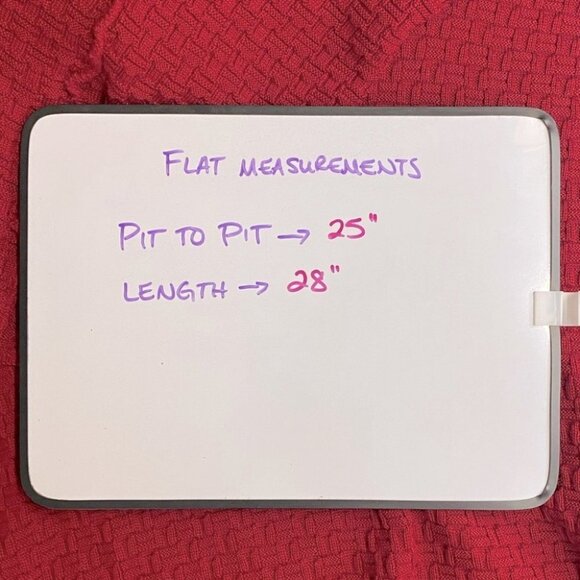 FLAT MEASUREMENTS
PIT TO PIT → 25"
LENGTH → 28"